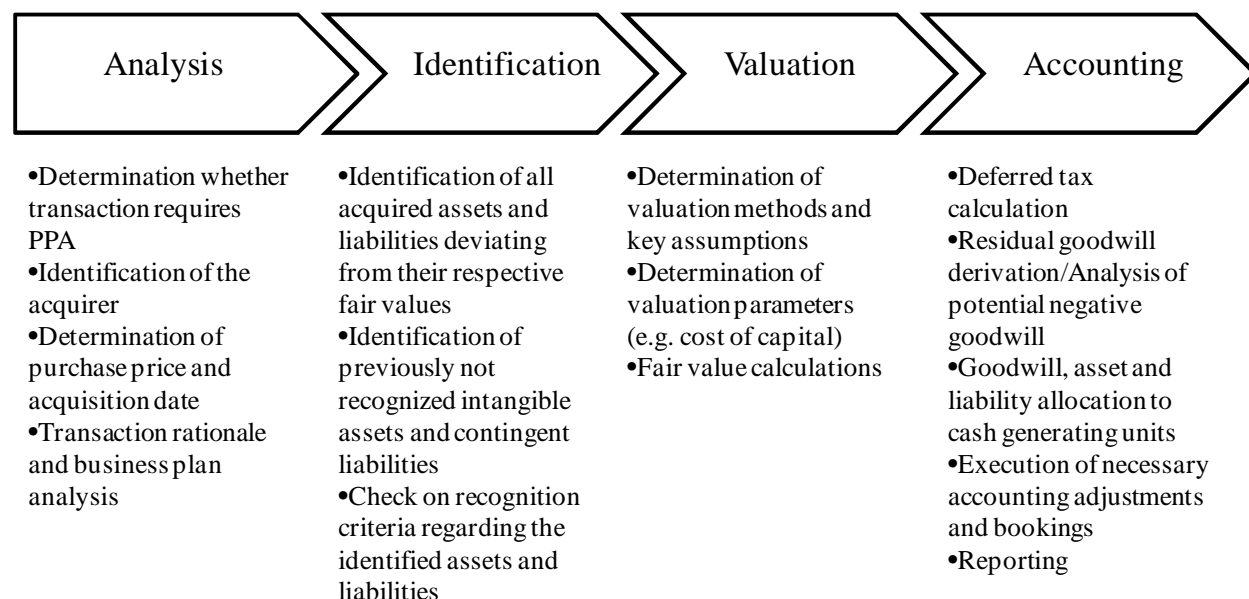 Analysis
Identification
Valuation
Accounting
•Determination whether
transaction requires
PPA
•Identification of the
acquirer
•Determination of
purchase price and
acquisition date
•Transaction rationale
and business plan
analysis
•Identification of all
acquired assets and
liabilities deviating
from their respective
fair values
•Identification of
previously not
recognized intangible
assets and contingent
liabilities
•Check on recognition
criteria regarding the
identified assets and
liabilities
•Determination of
valuation methods and
key assumptions
•Determination of
valuation parameters
(e.g. cost of capital)
•Fair value calculations
•Deferred tax
calculation
•Residual goodwill
derivation/Analysis of
potential negative
goodwill
•Goodwill, asset and
liability allocation to
cash generating units
•Execution of necessary
accounting adjustments
and bookings
•Reporting